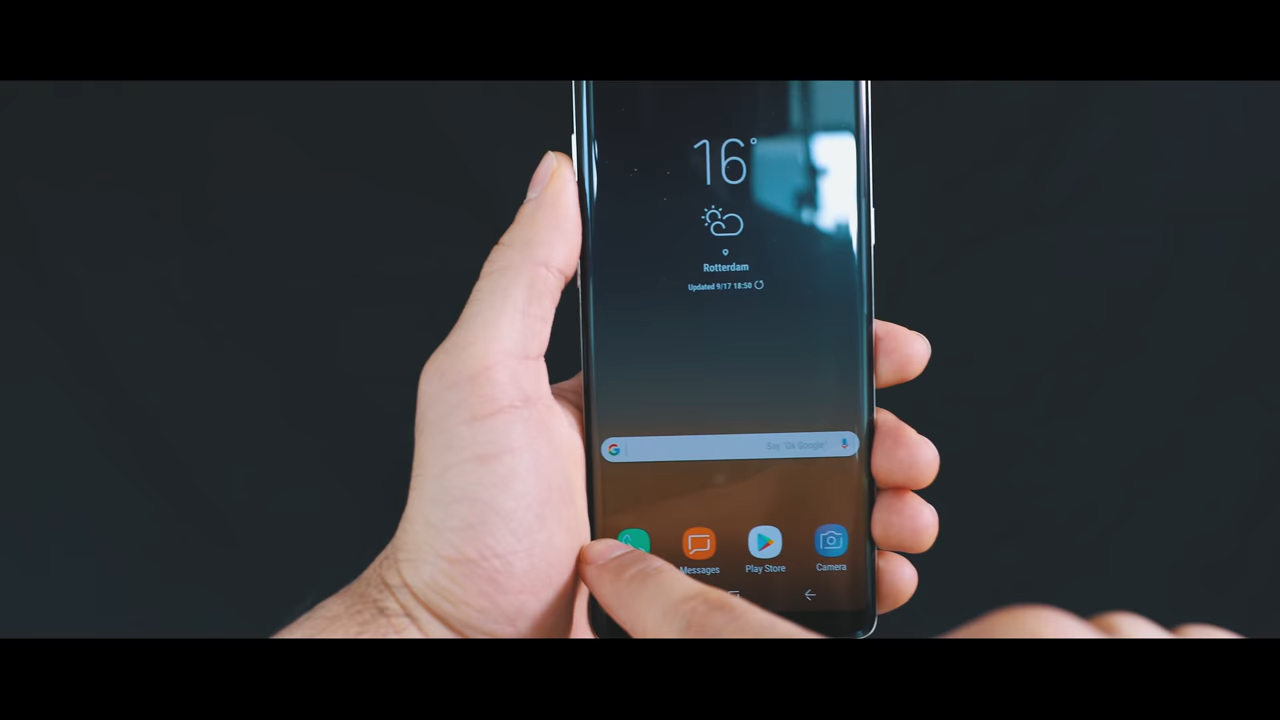 16°
Rotterdam
Updated 9/17 18:50
Say "Ok Google"
Messages
Play Store
Camera